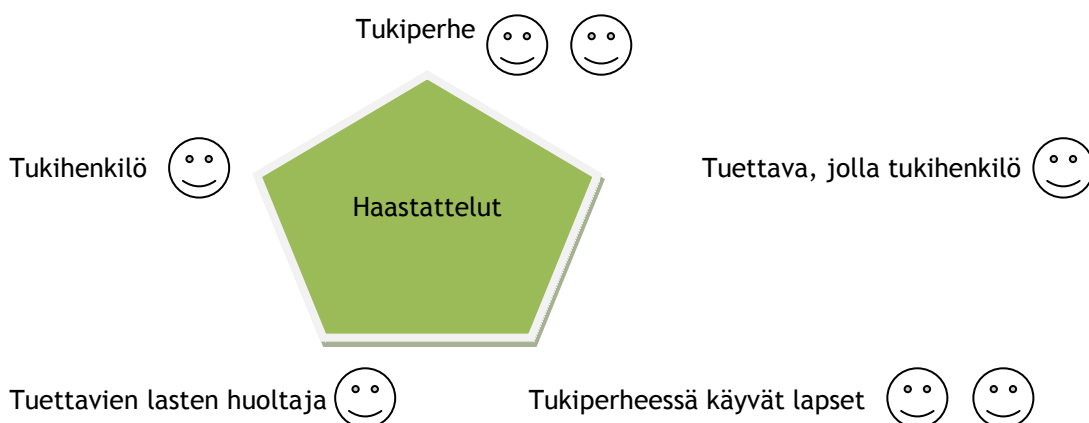 Tukiperhe
Tukihenkilö
Tuettava, jolla tukihenkilö
Haastattelut
Tuettavien lasten huoltaja
Tukiperheessä käyvät lapset